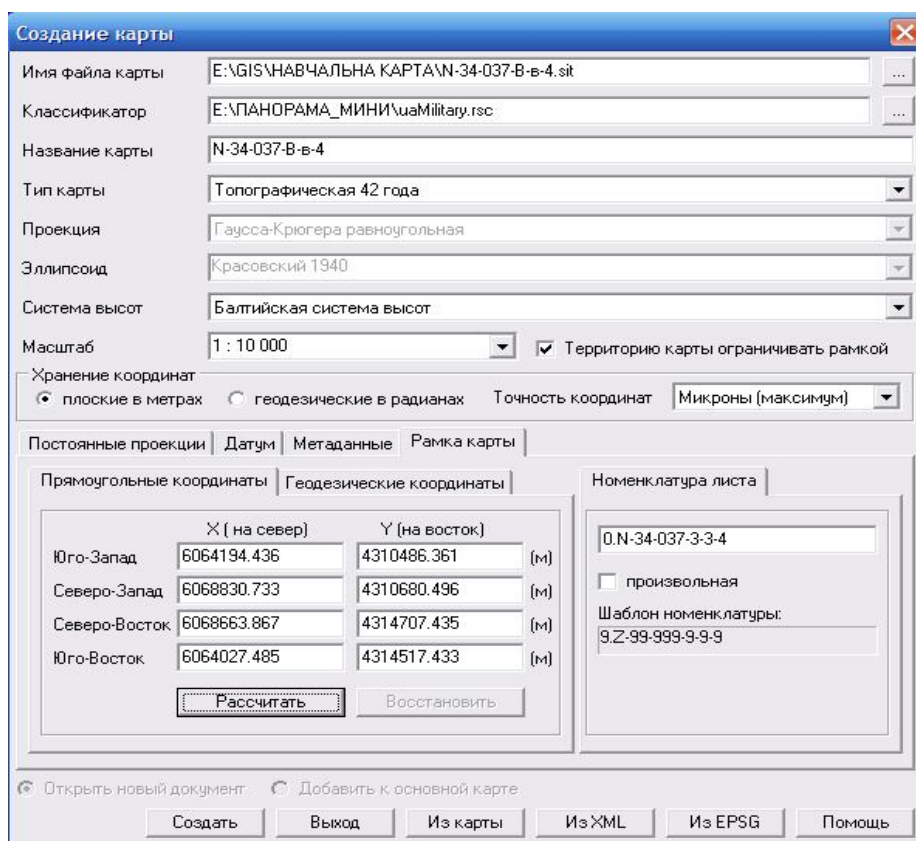 Создание карты
Имя файла карты E:\GIS\НАВЧАЛЬНА КАРТА\N-34-037-В-в-4.sit ...
Классификатор E:\ПАНОРАМА_МИНИ\uaMilitary.rsc ...
Название карты N-34-037-В-в-4
Тип карты Топографическая 42 года
Проекция Гаусса-Крюгера равноугольная
Эллипсоид Красовский 1940
Система высот Балтийская система высот
Масштаб 1 : 10 000 Территорию карты ограничивать рамкой
Хранение координат
плоские в метрах геодезические в радианах Точность координат Микроны (максимум)
Постоянные проекции Датум Метаданные Рамка карты
Прямоугольные координаты Геодезические координаты Номенклатура листа
X ( на север) Y (на восток)
Юго-Запад 6064194.436 4310486.361 (м) 0.N-34-037-3-3-4
Северо-Запад 6068830.733 4310680.496 (м) произвольная
Северо-Восток 6068663.867 4314707.435 (м) Шаблон номенклатуры:
Юго-Восток 6064027.485 4314517.433 (м) 9.Z-99-999-9-9-9
Рассчитать Восстановить
Открыть новый документ Добавить к основной карте
Создать Выход Из карты Из XML Из EPSG Помощь